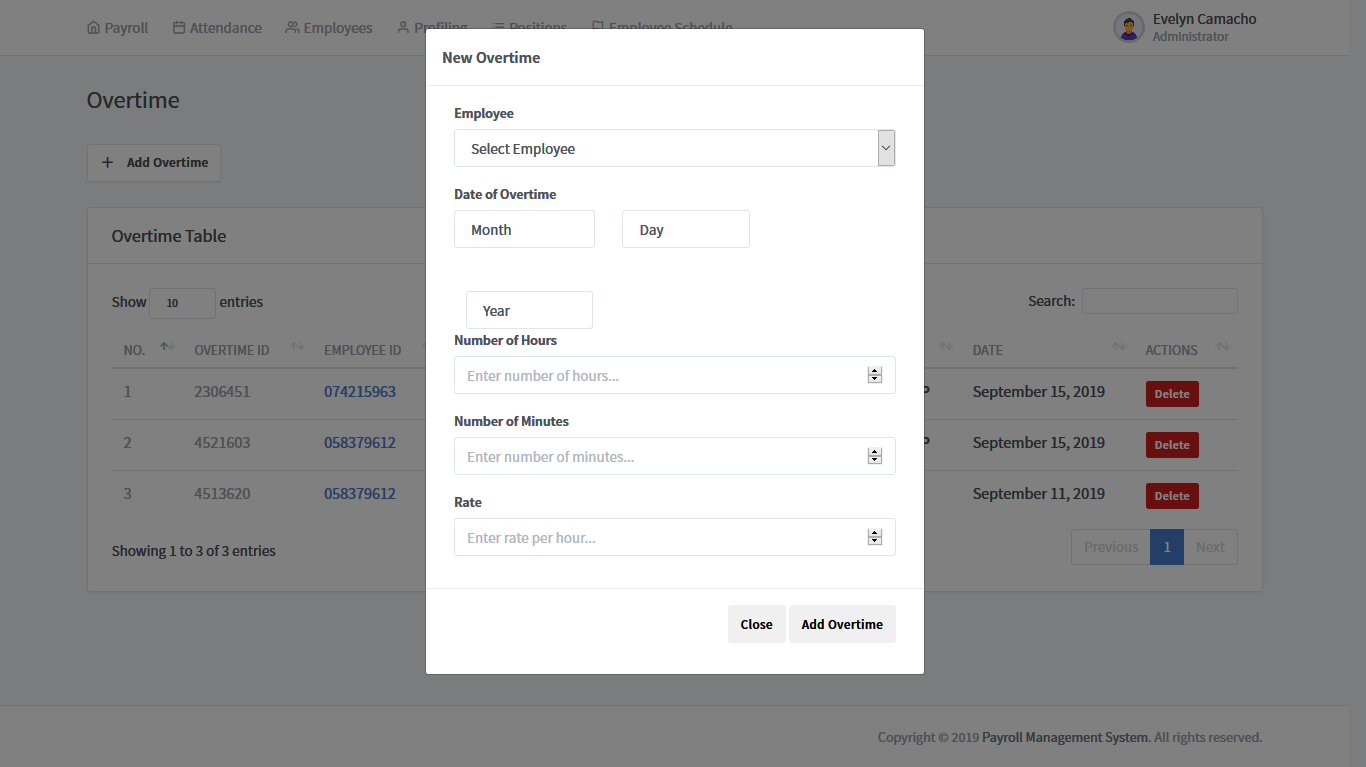 Payroll Attendance Employees Profiling Positions Employee Schedule
Evelyn Camacho
Administrator
New Overtime
Overtime
Employee
Select Employee
Add Overtime
Date of Overtime
Month Day
Overtime Table
Show 10 entries
Search:
Year
Number of Hours
NO. OVERTIME ID EMPLOYEE ID DATE ACTIONS
Enter number of hours...
1 2306451 074215963 September 15, 2019 Delete
Number of Minutes
2 4521603 058379612 September 15, 2019 Delete
Enter number of minutes...
3 4513620 058379612 September 11, 2019 Delete
Rate
Enter rate per hour...
Showing 1 to 3 of 3 entries
Previous 1 Next
Close Add Overtime
Copyright © 2019 Payroll Management System. All rights reserved.